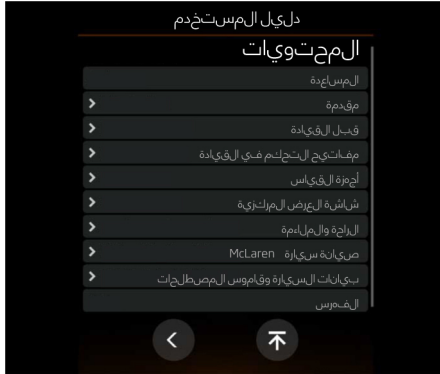 دليل المستخدم
المحتويات
المساعدة
مقدمة
قبل القيادة
مفاتيح التحكم في القيادة
أجهزة القياس
شاشة العرض المركزية
الراحة والملاءمة
صيانة سيارة McLaren
بيانات السيارة وقاموس المصطلحات
الفهرس